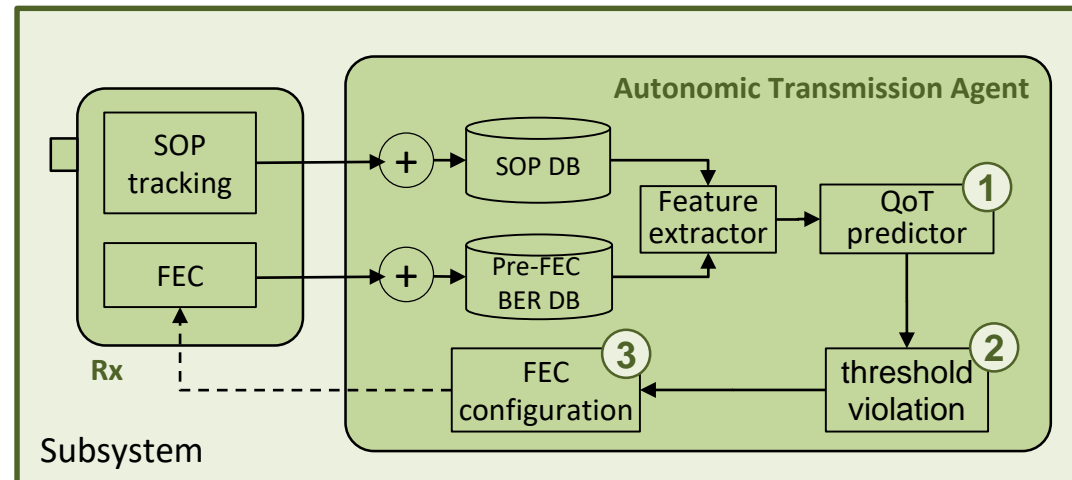 Autonomic Transmission Agent
SOP
tracking
+
SOP DB
Feature
extractor
1
QoT
predictor
FEC
+
Pre-FEC
BER DB
3
FEC
configuration
2
threshold
violation
Rx
Subsystem